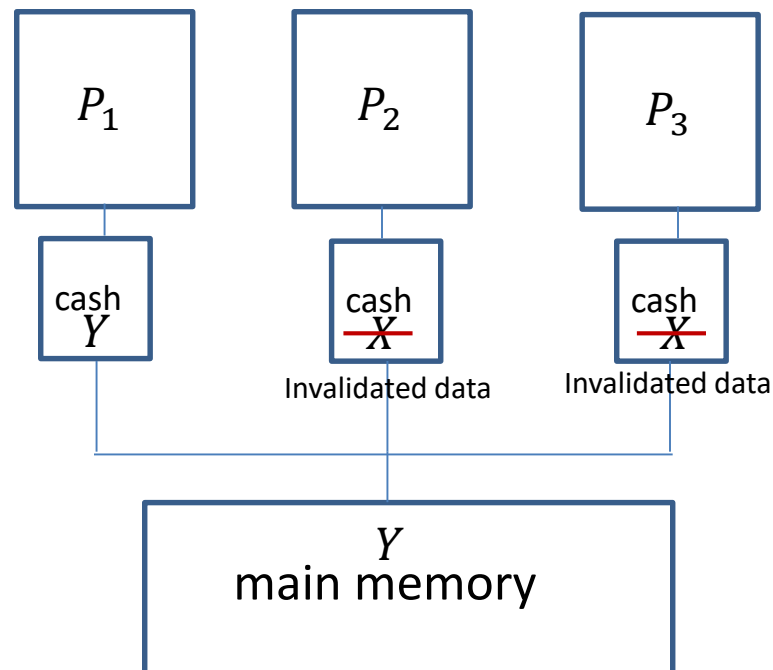 P₁ P₂ P₃
cash cash cash
Y X X
Invalidated data Invalidated data
Y
main memory